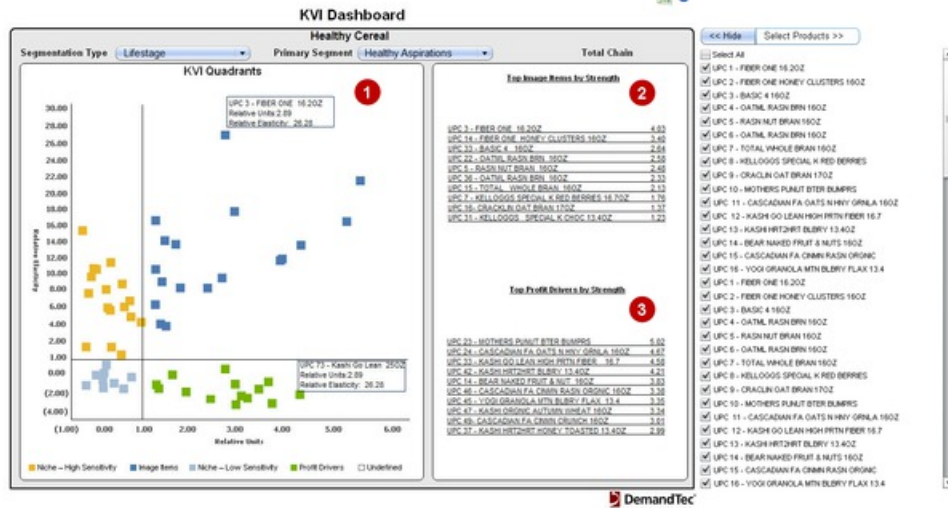 KVI Dashboard
Healthy Cereal
Segmentation Type
Lifestage
Primary Segment
Healthy Aspirations
Total Chain
KVI Quadrants
1
UPC 3 - FIBER ONE 16.2OZ
Relative Units:2.89
Relative Elasticity: 26.28
30.00
26.00
24.00
22.00
20.00
16.00
14.00
12.00
10.00
8.00
6.00
4.00
2.00
1.00
0.00
(2.00)
(4.00)
Relative Elasticity
UPC 73 - Kashi Go Lean 25OZ
Relative Units:2.89
Relative Elasticity: 26.28
(1.00)
0.00
1.00
2.00
3.00
4.00
5.00
6.00
Relative Units
Niche – High Sensitivity
Image Items
Niche – Low Sensitivity
Profit Drivers
Undefined
Top Image Items by Strength
2
UPC 3 - FIBER ONE 16.2OZ 4.03
UPC 14 - FIBER ONE HONEY CLUSTERS 16OZ 3.40
UPC 33 - BASIC 4 16OZ 2.64
UPC 22 - OATML RASN BRN 16OZ 2.58
UPC 5 - RASN NUT BRAN 16OZ 2.48
UPC 36 - OATML RASN BRN 16OZ 2.33
UPC 15 - TOTAL WHOLE BRAN 16OZ 2.13
UPC 7 - KELLOGGS SPECIAL K RED BERRES 16.7OZ 1.76
UPC 16- CRACKLIN OAT BRAN 17OZ 1.37
UPC 31 - KELLOGGS SPECIAL K CHOC 13.4OZ 1.23
Top Profit Drivers by Strength
3
UPC 23 - MOTHERS PUNUT BTER BUMPRS 5.02
UPC 24 - CASCADIAN FA OATS N HNY GRNLA 16OZ 4.67
UPC 33 - KASHI GO LEAN HIGH PRTN FIBER 16.7 4.58
UPC 42 - KASHI HRT2HRT BLBRY 13.4OZ 4.21
UPC 14 - BEAR NAKED FRUIT & NUT 16OZ 3.83
UPC 46 - CASCADIAN FA CINMN RASN ORGNIC 16OZ 3.38
UPC 45 - YOGI GRANOLA MTN BLBRY FLAX 13.4 3.35
UPC 47 - KASHI ORGNIC AUTUMN WHEAT 16OZ 3.34
UPC 49- CASCADIAN FA CINMN CRUNCH 16OZ 3.01
UPC 37 - KASHI HRT2HRT HONEY TOASTED 13.4OZ 2.99
DemandTec
<< Hide
Select Products >>
Select All
UPC 1 - FIBER ONE 16.2OZ
UPC 2 - FIBER ONE HONEY CLUSTERS 16OZ
UPC 3 - BASIC 4 16OZ
UPC 4 - OATML RASN BRN 16OZ
UPC 5 - RASN NUT BRAN 16OZ
UPC 6 - OATML RASN BRN 16OZ
UPC 7 - TOTAL WHOLE BRAN 16OZ
UPC 8 - KELLOGGS SPECIAL K RED BERRIES
UPC 9 - CRACLIN OAT BRAN 17OZ
UPC 10 - MOTHERS PUNUT BTER BUMPRS
UPC 11 - CASCADIAN FA OATS N HNY GRNLA 16OZ
UPC 12 - KASHI GO LEAN HIGH PRTN FIBER 16.7
UPC 13 - KASHI HRT2HRT BLBRY 13.4OZ
UPC 14 - BEAR NAKED FRUIT & NUTS 16OZ
UPC 15 - CASCADIAN FA CINMN RASN ORGNIC
UPC 16 - YOGI GRANOLA MTN BLBRY FLAX 13.4
UPC 1 - FIBER ONE 16.2OZ
UPC 2 - FIBER ONE HONEY CLUSTERS 16OZ
UPC 3 - BASIC 4 16OZ
UPC 4 - OATML RASN BRN 16OZ
UPC 5 - RASN NUT BRAN 16OZ
UPC 6 - OATML RASN BRN 16OZ
UPC 7 - TOTAL WHOLE BRAN 16OZ
UPC 8 - KELLOGGS SPECIAL K RED BERRIES
UPC 9 - CRACLIN OAT BRAN 17OZ
UPC 10 - MOTHERS PUNUT BTER BUMPRS
UPC 11 - CASCADIAN FA OATS N HNY GRNLA 16OZ
UPC 12 - KASHI GO LEAN HIGH PRTN FIBER 16.7
UPC 13 - KASHI HRT2HRT BLBRY 13.4OZ
UPC 14 - BEAR NAKED FRUIT & NUTS 16OZ
UPC 15 - CASCADIAN FA CINMN RASN ORGNIC
UPC 16 - YOGI GRANOLA MTN BLBRY FLAX 13.4